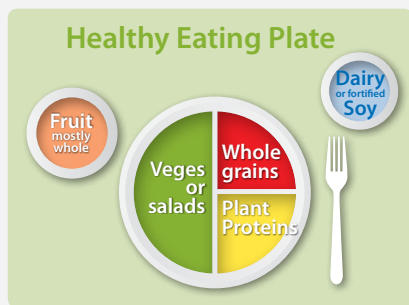 Healthy Eating Plate
Dairy
or fortified
Soy
Fruit
mostly
whole
Veges
or
salads
Whole
grains
Plant
Proteins